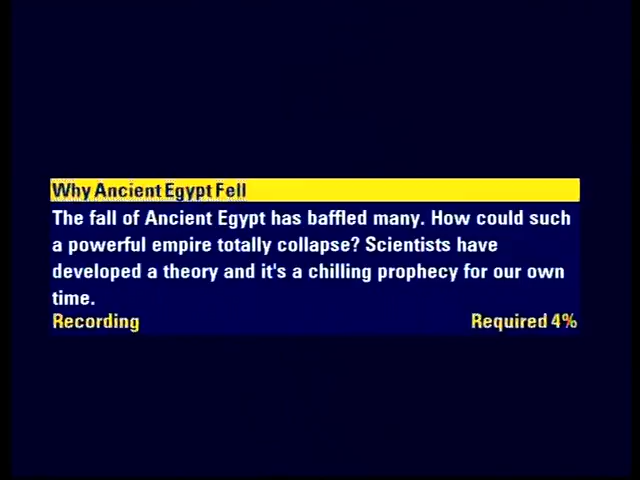 Why Ancient Egypt Fell
The fall of Ancient Egypt has baffled many. How could such
a powerful empire totally collapse? Scientists have
developed a theory and it's a chilling prophecy for our own
time.
Recording Required 4%